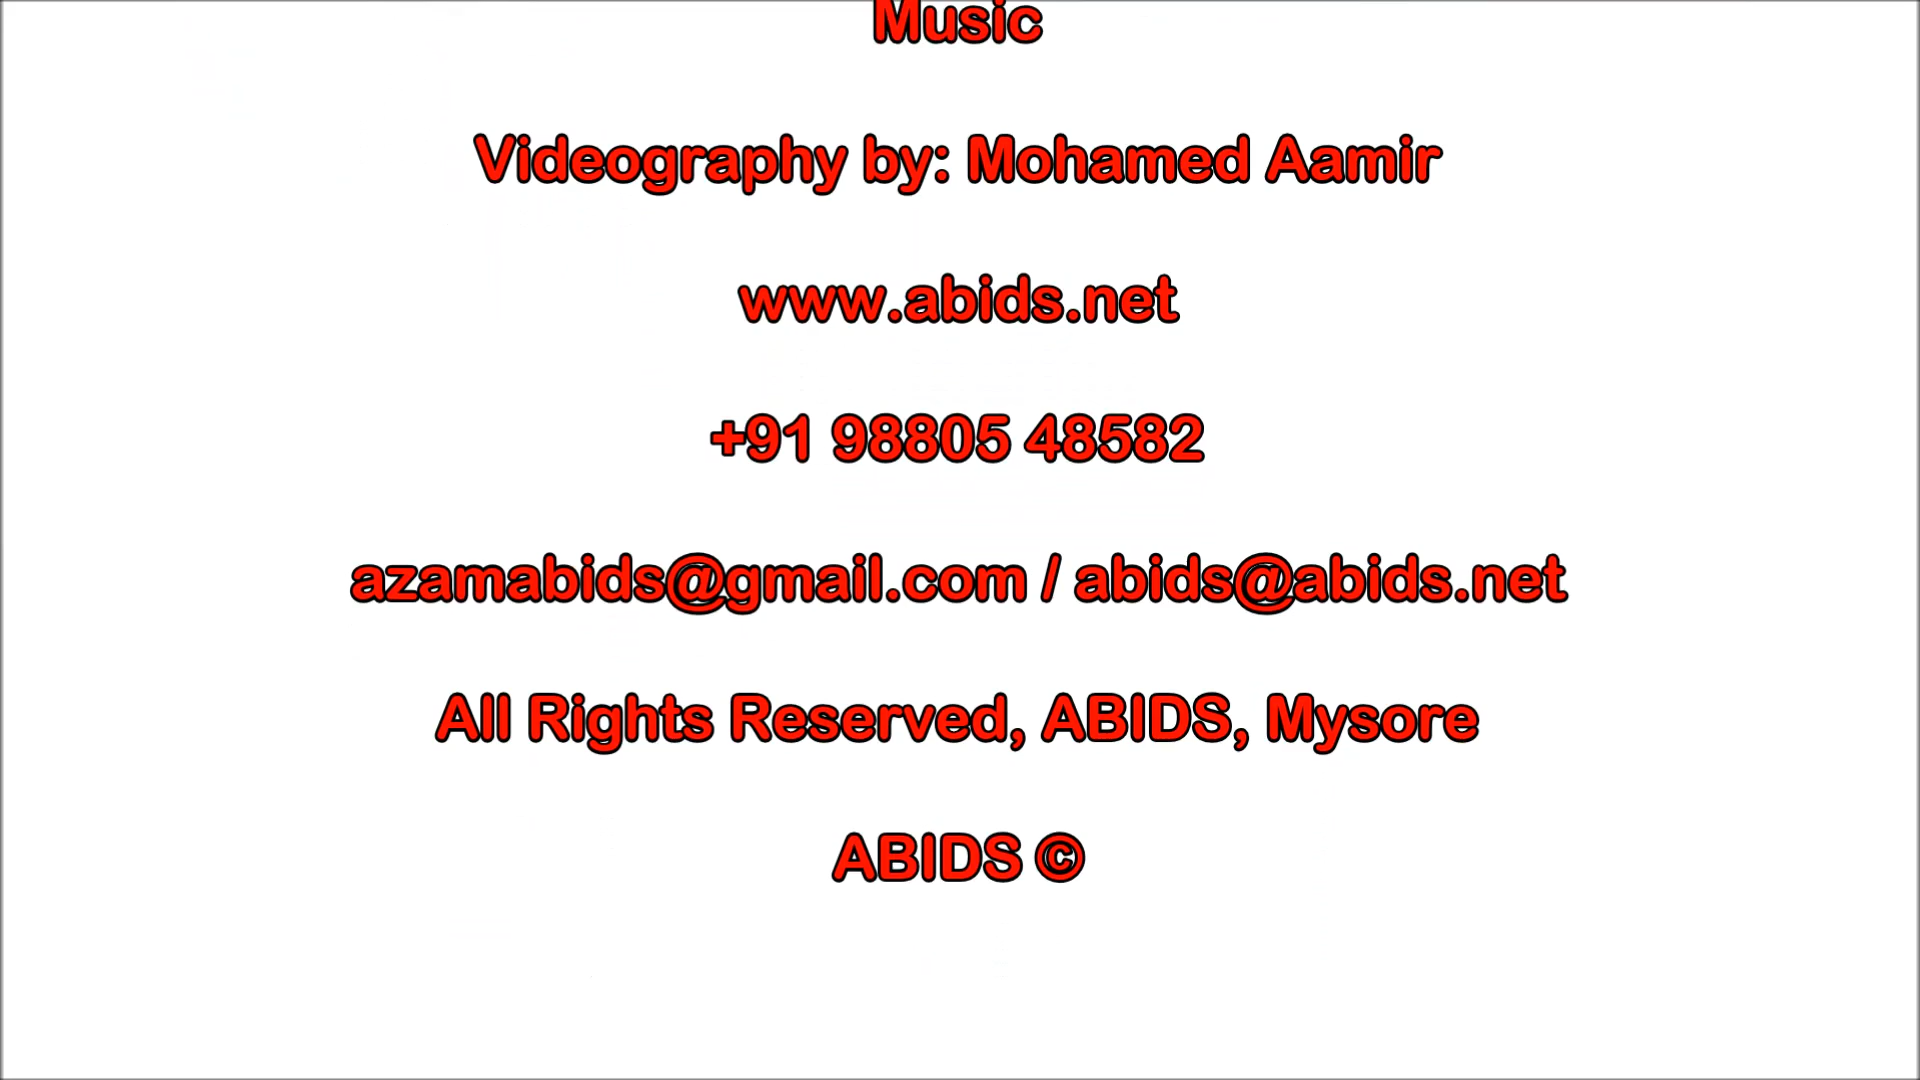 Music
Videography by: Mohamed Aamir
www.abids.net
+91 98805 48582
azamabids@gmail.com / abids@abids.net
All Rights Reserved, ABIDS, Mysore
ABIDS ©